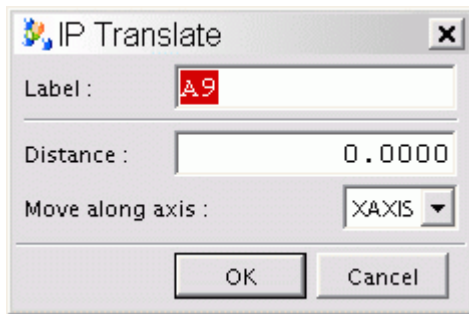 IP Translate
Label : A9
Distance : 0.0000
Move along axis : XAXIS
OK Cancel